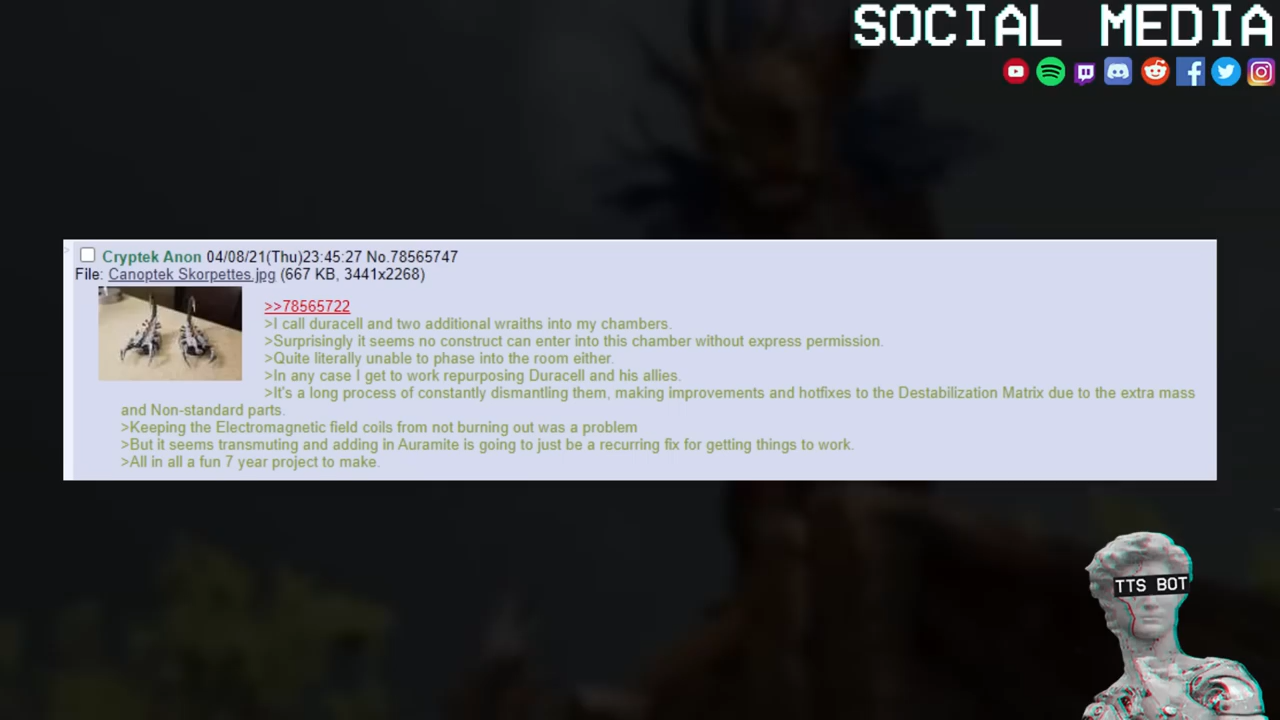 SOCIAL MEDIA
Cryptek Anon 04/08/21(Thu)23:45:27 No.78565747
File: Canoptek Skorpettes.jpg (667 KB, 3441x2268)
>>78565722
>I call duracell and two additional wraiths into my chambers.
>Surprisingly it seems no construct can enter into this chamber without express permission.
>Quite literally unable to phase into the room either.
>In any case I get to work repurposing Duracell and his allies.
>It's a long process of constantly dismantling them, making improvements and hotfixes to the Destabilization Matrix due to the extra mass
and Non-standard parts.
>Keeping the Electromagnetic field coils from not burning out was a problem
>But it seems transmuting and adding in Auramite is going to just be a recurring fix for getting things to work.
>All in all a fun 7 year project to make.
TTS BOT